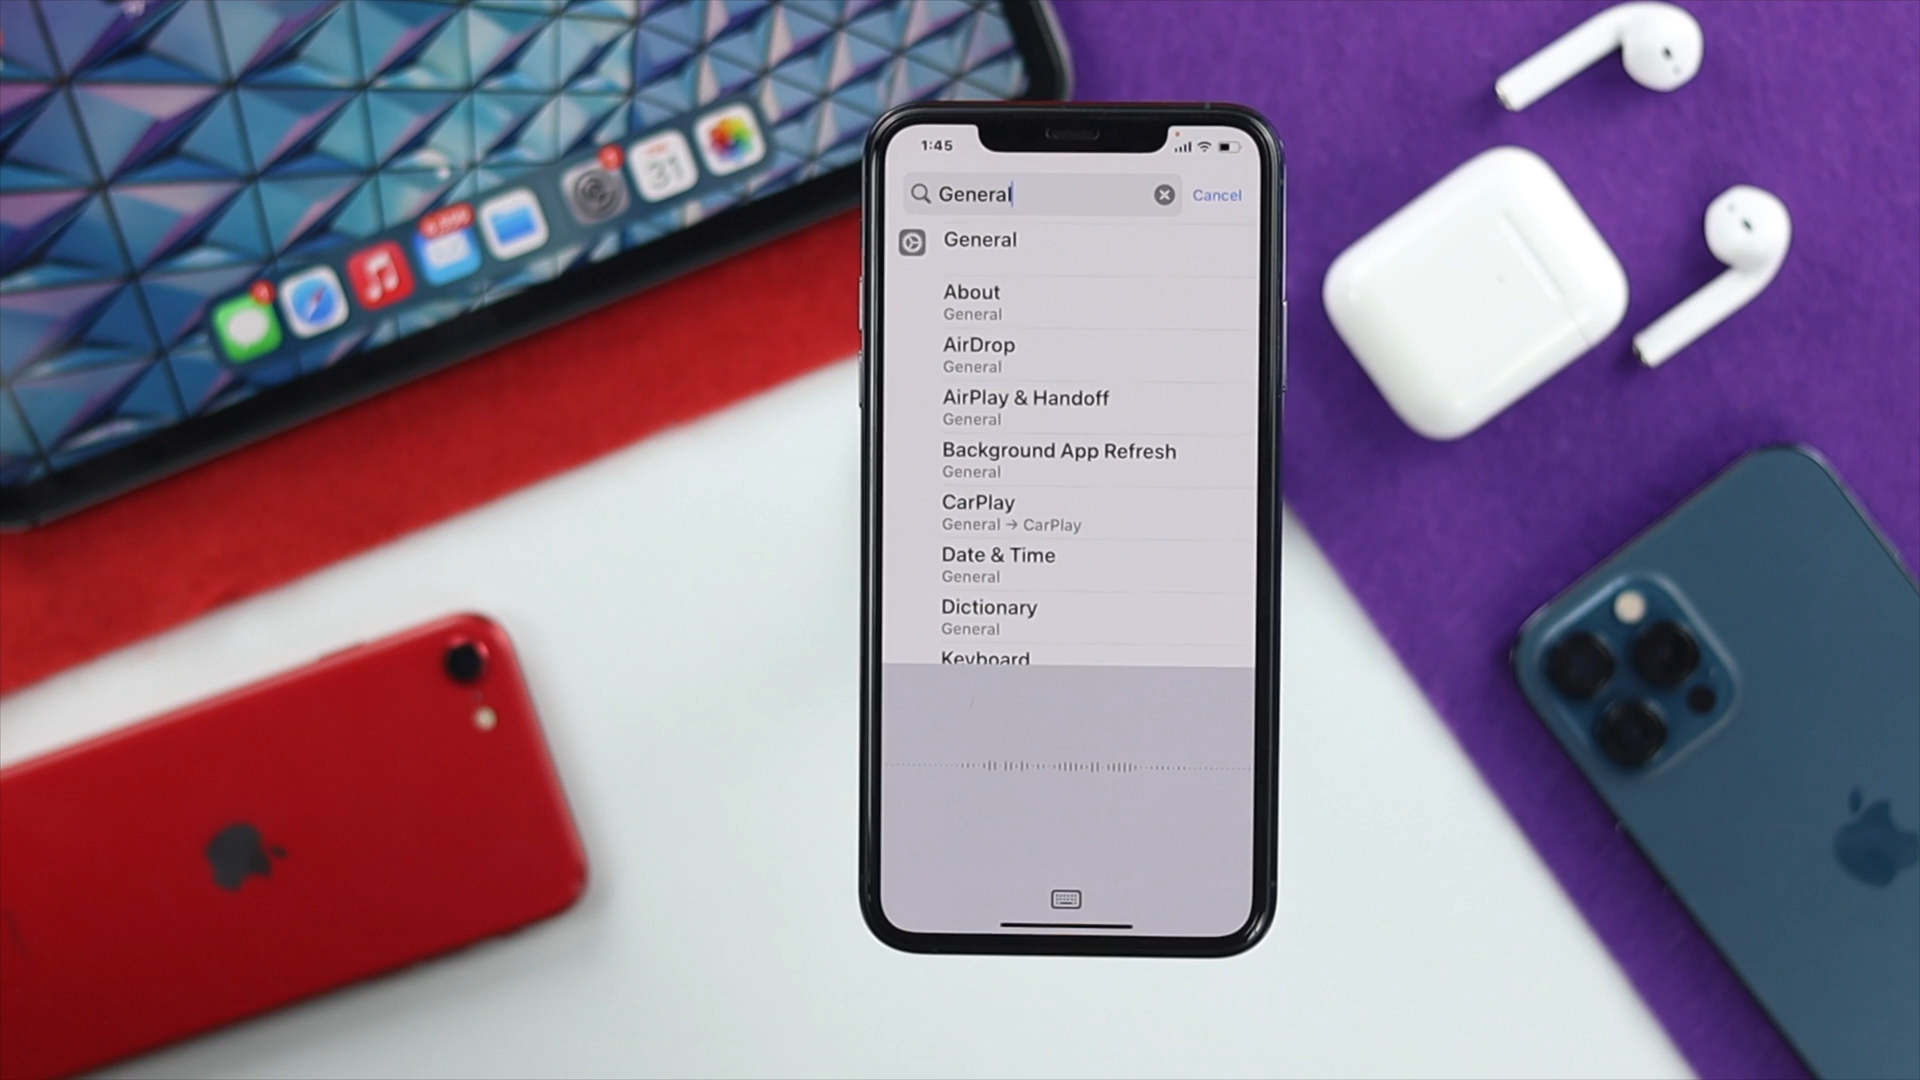 1:45
General
Cancel
General
About
General
AirDrop
General
AirPlay & Handoff
General
Background App Refresh
General
CarPlay
General → CarPlay
Date & Time
General
Dictionary
General
Keyboard
31